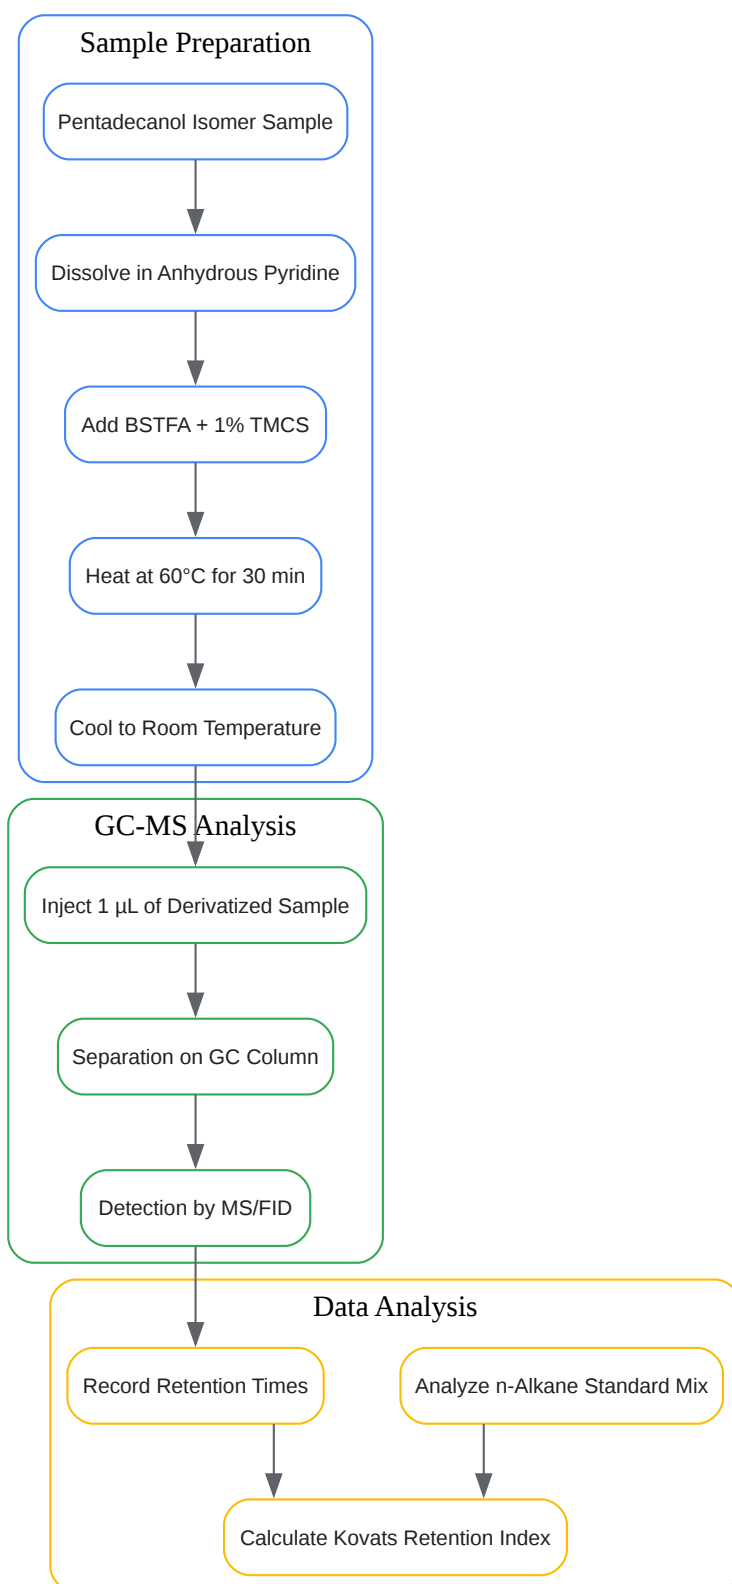 Sample Preparation
Pentadecanol Isomer Sample
Dissolve in Anhydrous Pyridine
Add BSTFA + 1% TMCS
Heat at 60°C for 30 min
Cool to Room Temperature
GC-MS Analysis
Inject 1 µL of Derivatized Sample
Separation on GC Column
Detection by MS/FID
Data Analysis
Record Retention Times
Analyze n-Alkane Standard Mix
Calculate Kovats Retention Index